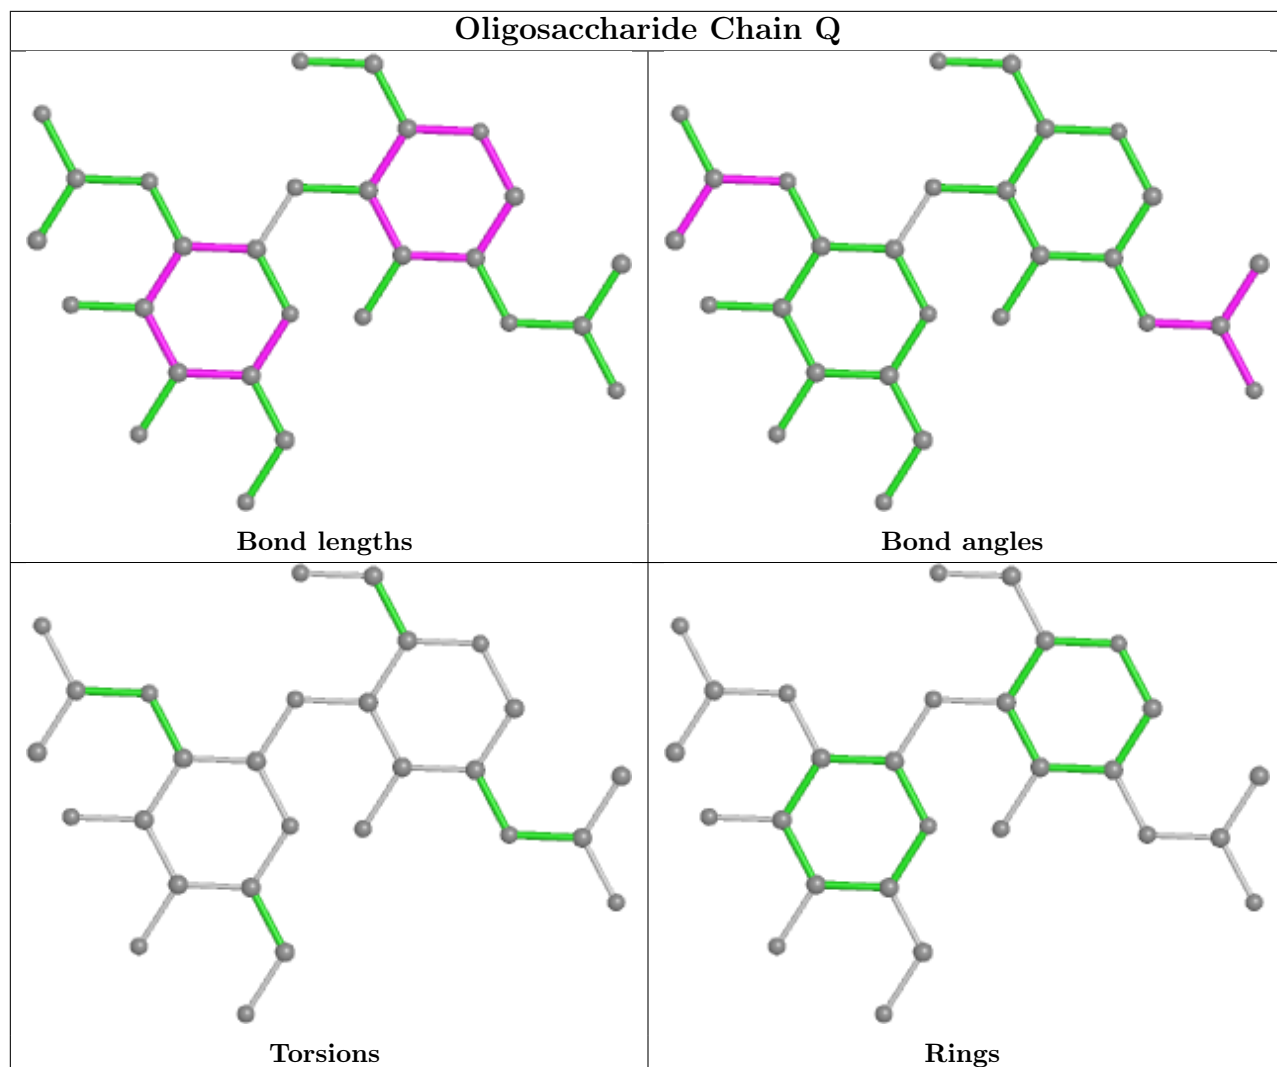 Oligosaccharide Chain Q
Bond lengths
Bond angles
Torsions
Rings